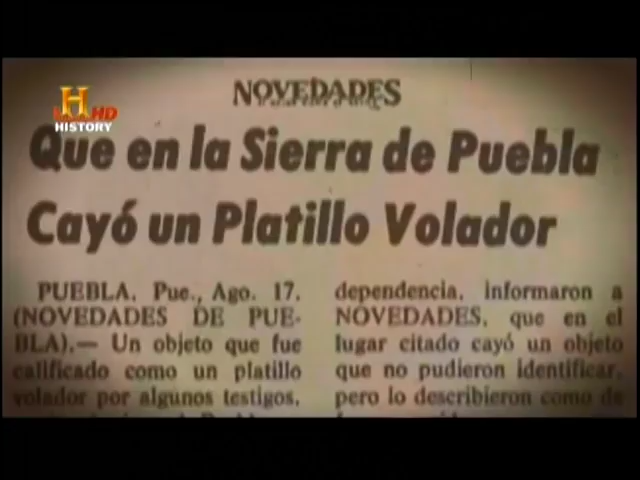 HD
HISTORY
NOVEDADES
Que en la Sierra de Puebla
Cayó un Platillo Volador
PUEBLA, Pue., Ago. 17.
(NOVEDADES DE PUE-
BLA).— Un objeto que fue
calificado como un platillo
volador por algunos testigos,
dependencia, informaron a
NOVEDADES, que en el
lugar citado cayó un objeto
que no pudieron identificar,
pero lo describieron como de